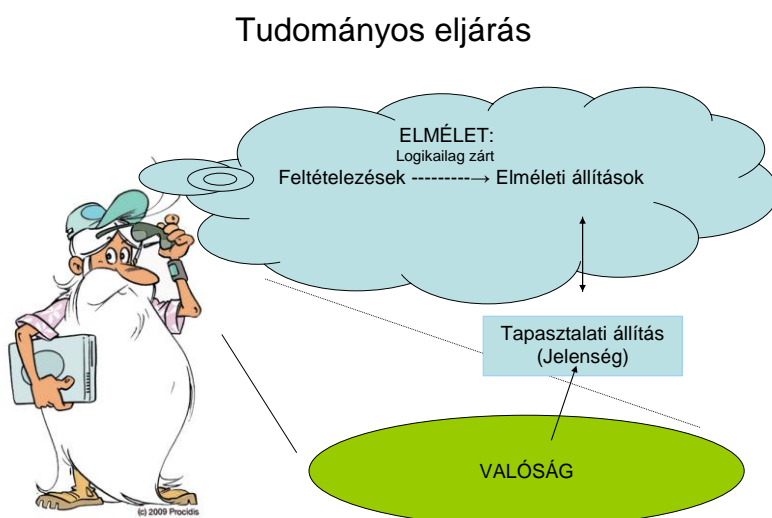 Tudományos eljárás
ELMÉLET:
Logikailag zárt
Feltételezések ---------→ Elméleti állítások
Tapasztalati állítás
(Jelenség)
VALÓSÁG
(c) 2009 Procidis